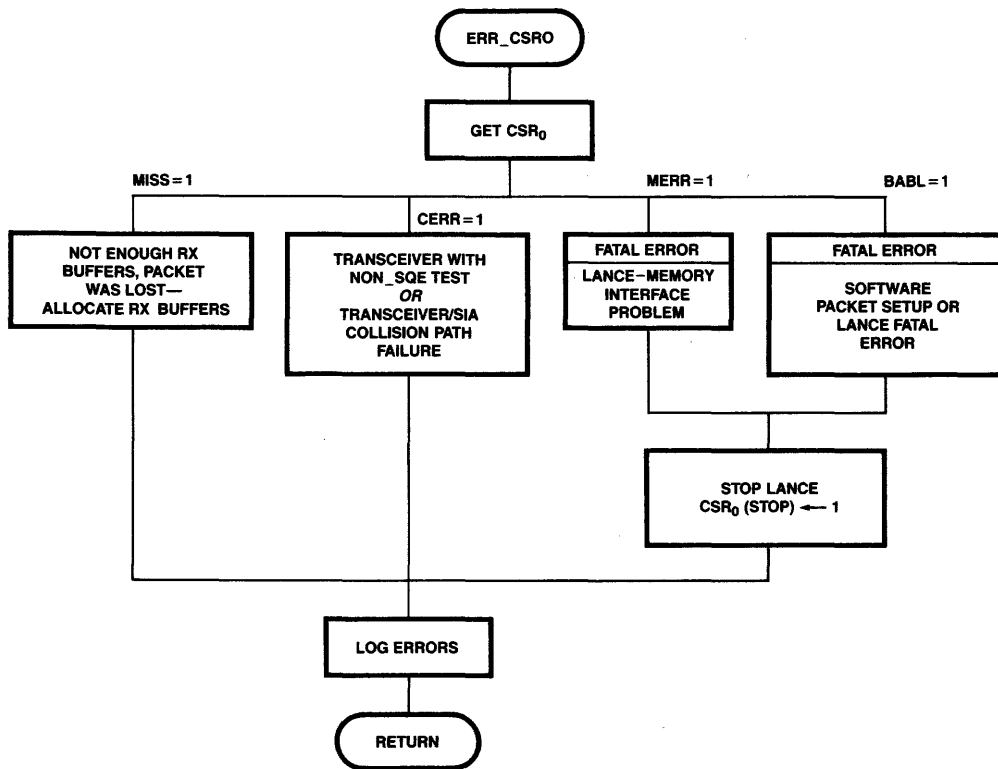 ERR_CSRO
GET CSR₀
MISS=1
CERR=1
MERR=1
BABL=1
NOT ENOUGH RX
BUFFERS, PACKET
WAS LOST—
ALLOCATE RX BUFFERS
TRANSCEIVER WITH
NON_SQE TEST
OR
TRANSCEIVER/SIA
COLLISION PATH
FAILURE
FATAL ERROR
LANCE–MEMORY
INTERFACE
PROBLEM
FATAL ERROR
SOFTWARE
PACKET SETUP OR
LANCE FATAL
ERROR
STOP LANCE
CSR₀ (STOP) ← 1
LOG ERRORS
RETURN